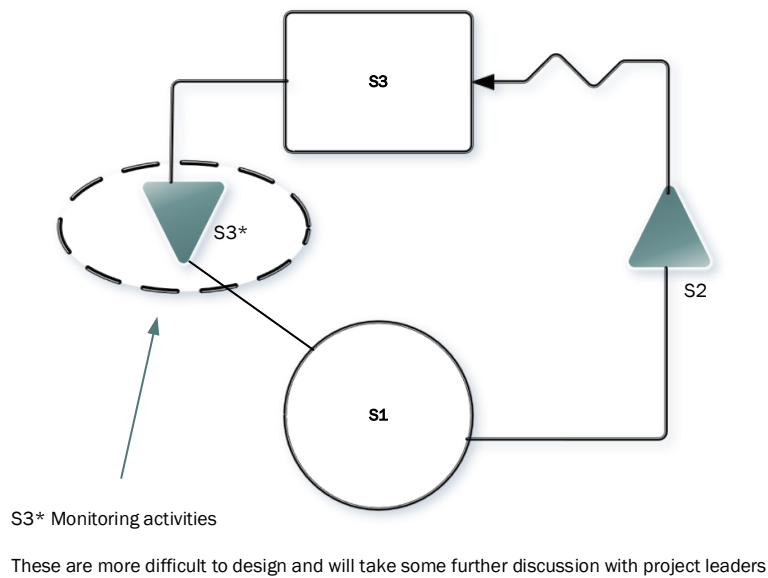 S3
S3*
S2
S1
S3* Monitoring activities
These are more difficult to design and will take some further discussion with project leaders